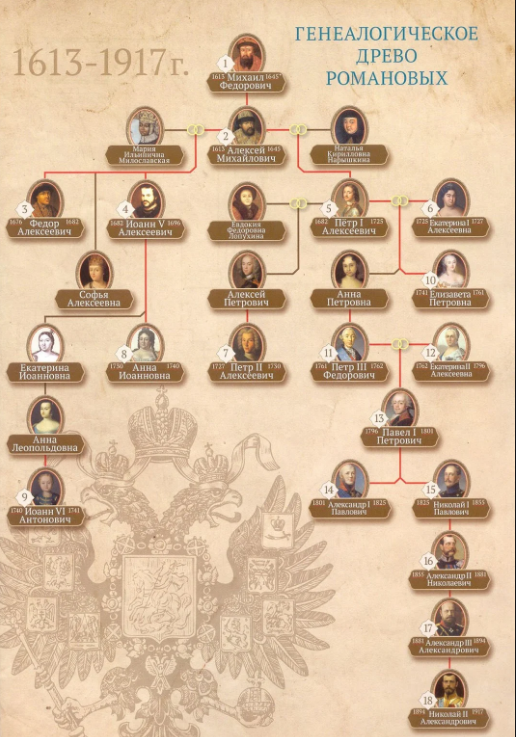 ГЕНЕАЛОГИЧЕСКОЕ
ДРЕВО
РОМАНОВЫХ
1613-1917 г.
1
1613 Михаил 1645
Федорович
Мария
Ильинична
Милославская
2
1645 Алексей
Михайлович
Наталья
Кирилловна
Нарышкина
3
1676 Федор 1682
Алексеевич
4
1682 Иоанн V 1696
Алексеевич
Евдокия
Федоровна
Лопухина
5
1682 Пётр I 1725
Алексеевич
6
1725 Екатерина I 1727
Алексеевна
Софья
Алексеевна
Алексей
Петрович
Анна
Петровна
10
1741 Елизавета 1761
Петровна
Екатерина
Иоанновна
8
1730 Анна 1740
Иоанновна
7
1727 Петр II 1730
Алексеевич
11
1761 Петр III 1762
Федорович
12
1762 Екатерина II 1796
Алексеевна
Анна
Леопольдовна
13
1796 Павел I 1801
Петрович
9
1740 Иоанн VI 1741
Антонович
14
1801 Александр I 1825
Павлович
15
1825 Николай I 1855
Павлович
16
1855 Александр II 1881
Николаевич
17
1881 Александр III 1894
Александрович
18
1894 Николай II 1917
Александрович